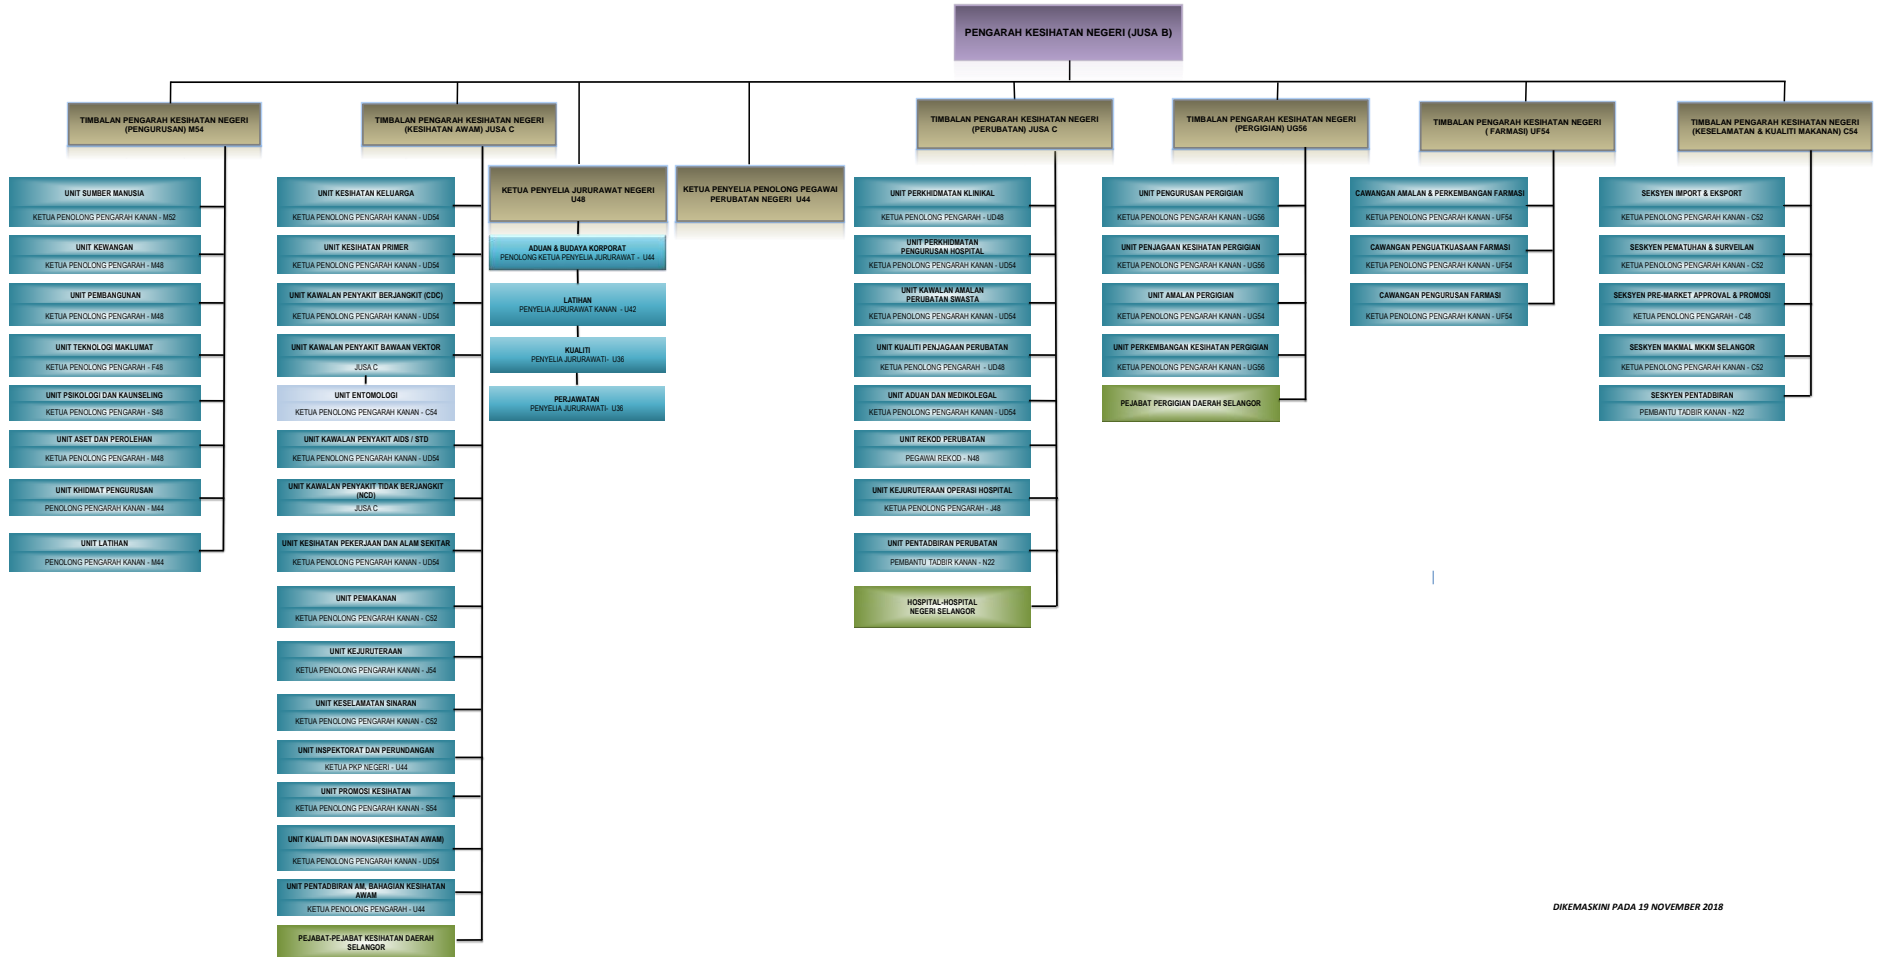 PENGARAH KESIHATAN NEGERI (JUSA B)
TIMBALAN PENGARAH KESIHATAN NEGERI
(PENGURUSAN) M54
UNIT SUMBER MANUSIA
KETUA PENOLONG PENGARAH KANAN - M52
UNIT KEWANGAN
KETUA PENOLONG PENGARAH - M48
UNIT PEMBANGUNAN
KETUA PENOLONG PENGARAH - M48
UNIT TEKNOLOGI MAKLUMAT
KETUA PENOLONG PENGARAH - F48
UNIT PSIKOLOGI DAN KAUNSELING
KETUA PENOLONG PENGARAH - S48
UNIT ASET DAN PEROLEHAN
KETUA PENOLONG PENGARAH - M48
UNIT KHIDMAT PENGURUSAN
PENOLONG PENGARAH KANAN - M44
UNIT LATIHAN
PENOLONG PENGARAH KANAN - M44
TIMBALAN PENGARAH KESIHATAN NEGERI
(KESIHATAN AWAM) JUSA C
UNIT KESIHATAN KELUARGA
KETUA PENOLONG PENGARAH KANAN - UD54
UNIT KESIHATAN PRIMER
KETUA PENOLONG PENGARAH KANAN - UD54
UNIT KAWALAN PENYAKIT BERJANGKIT (CDC)
KETUA PENOLONG PENGARAH KANAN - UD54
UNIT KAWALAN PENYAKIT BAWAAN VEKTOR
JUSA C
UNIT ENTOMOLOGI
KETUA PENOLONG PENGARAH KANAN - C54
UNIT KAWALAN PENYAKIT AIDS / STD
KETUA PENOLONG PENGARAH KANAN - UD54
UNIT KAWALAN PENYAKIT TIDAK BERJANGKIT
(NCD)
JUSA C
UNIT KESIHATAN PEKERJAAN DAN ALAM SEKITAR
KETUA PENOLONG PENGARAH KANAN - UD54
UNIT PEMAKANAN
KETUA PENOLONG PENGARAH KANAN - C52
UNIT KEJURUTERAAN
KETUA PENOLONG PENGARAH KANAN - J54
UNIT KESELAMATAN SINARAN
KETUA PENOLONG PENGARAH KANAN - C52
UNIT INSPEKTORAT DAN PERUNDANGAN
KETUA PKP NEGERI - U44
UNIT PROMOSI KESIHATAN
KETUA PENOLONG PENGARAH KANAN - S54
UNIT KUALITI DAN INOVASI(KESIHATAN AWAM)
KETUA PENOLONG PENGARAH KANAN - UD54
UNIT PENTADBIRAN AM, BAHAGIAN KESIHATAN
AWAM
KETUA PENOLONG PENGARAH - U44
PEJABAT-PEJABAT KESIHATAN DAERAH
SELANGOR
KETUA PENYELIA JURURAWAT NEGERI
U48
ADUAN & BUDAYA KORPORAT
PENOLONG KETUA PENYELIA JURURAWAT - U44
LATIHAN
PENYELIA JURURAWAT KANAN - U42
KUALITI
PENYELIA JURURAWATI- U36
PERJAWATAN
PENYELIA JURURAWATI- U36
KETUA PENYELIA PENOLONG PEGAWAI
PERUBATAN NEGERI U44
TIMBALAN PENGARAH KESIHATAN NEGERI
(PERUBATAN) JUSA C
UNIT PERKHIDMATAN KLINIKAL
KETUA PENOLONG PENGARAH - UD48
UNIT PERKHIDMATAN
PENGURUSAN HOSPITAL
KETUA PENOLONG PENGARAH KANAN - UD54
UNIT KAWALAN AMALAN
PERUBATAN SWASTA
KETUA PENOLONG PENGARAH KANAN - UD54
UNIT KUALITI PENJAGAAN PERUBATAN
KETUA PENOLONG PENGARAH - UD48
UNIT ADUAN DAN MEDIKOLEGAL
KETUA PENOLONG PENGARAH KANAN - UD54
UNIT REKOD PERUBATAN
PEGAWAI REKOD - N48
UNIT KEJURUTERAAN OPERASI HOSPITAL
KETUA PENOLONG PENGARAH - J48
UNIT PENTADBIRAN PERUBATAN
PEMBANTU TADBIR KANAN - N22
HOSPITAL-HOSPITAL
NEGERI SELANGOR
TIMBALAN PENGARAH KESIHATAN NEGERI
(PERGIGIAN) UG56
UNIT PENGURUSAN PERGIGIAN
KETUA PENOLONG PENGARAH KANAN - UG56
UNIT PENJAGAAN KESIHATAN PERGIGIAN
KETUA PENOLONG PENGARAH KANAN - UG56
UNIT AMALAN PERGIGIAN
KETUA PENOLONG PENGARAH KANAN - UG54
UNIT PERKEMBANGAN KESIHATAN PERGIGIAN
KETUA PENOLONG PENGARAH KANAN - UG56
PEJABAT PERGIGIAN DAERAH SELANGOR
TIMBALAN PENGARAH KESIHATAN NEGERI
( FARMASI) UF54
CAWANGAN AMALAN & PERKEMBANGAN FARMASI
KETUA PENOLONG PENGARAH KANAN - UF54
CAWANGAN PENGUATKUASAAN FARMASI
KETUA PENOLONG PENGARAH KANAN - UF54
CAWANGAN PENGURUSAN FARMASI
KETUA PENOLONG PENGARAH KANAN - UF54
TIMBALAN PENGARAH KESIHATAN NEGERI
(KESELAMATAN & KUALITI MAKANAN) C54
SEKSYEN IMPORT & EKSPORT
KETUA PENOLONG PENGARAH KANAN - C52
SESKYEN PEMATUHAN & SURVEILAN
KETUA PENOLONG PENGARAH KANAN - C52
SEKSYEN PRE-MARKET APPROVAL & PROMOSI
KETUA PENOLONG PENGARAH - C48
SESKYEN MAKMAL MKKM SELANGOR
KETUA PENOLONG PENGARAH KANAN - C52
SESKYEN PENTADBIRAN
PEMBANTU TADBIR KANAN - N22
DIKEMASKINI PADA 19 NOVEMBER 2018